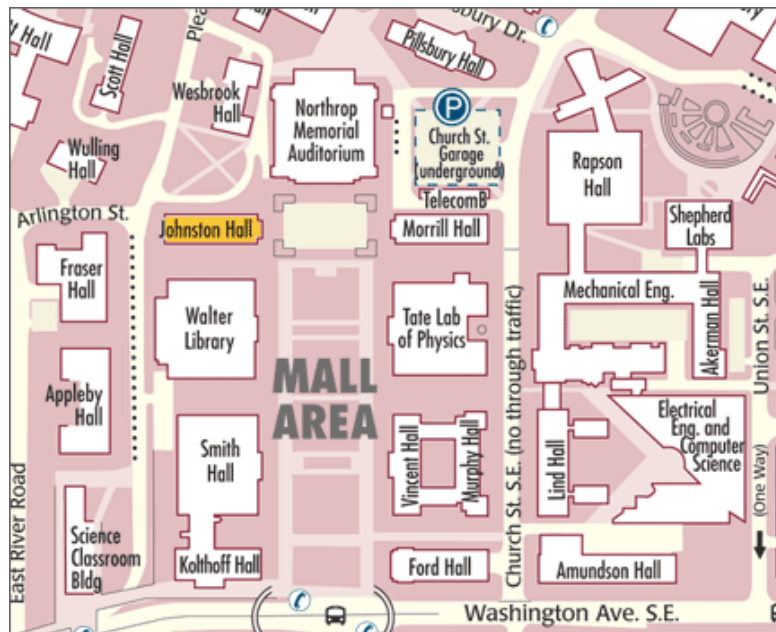 tt Hall
Scott Hall
Plea
sbury Dr.
Pillsbury Hall
Wesbrook
Hall
Northrop
Memorial
Auditorium
P
Church St.
Garage
(underground)
TelecomB
Rapson
Hall
Wulling
Hall
Arlington St.
Johnston Hall
Morrill Hall
Shepherd
Labs
Fraser
Hall
Walter
Library
Tate Lab
of Physics
Mechanical Eng.
Akerman Hall
Union St. S.E.
MALL
AREA
Appleby
Hall
Smith
Hall
Vincent Hall
Murphy Hall
Church St. S.E. (no through traffic)
Lind Hall
Electrical
Eng. and
Computer
Science
(One Way)
East River Road
Science
Classroom
Bldg
Kolthoff Hall
Ford Hall
Amundson Hall
Washington Ave. S.E.